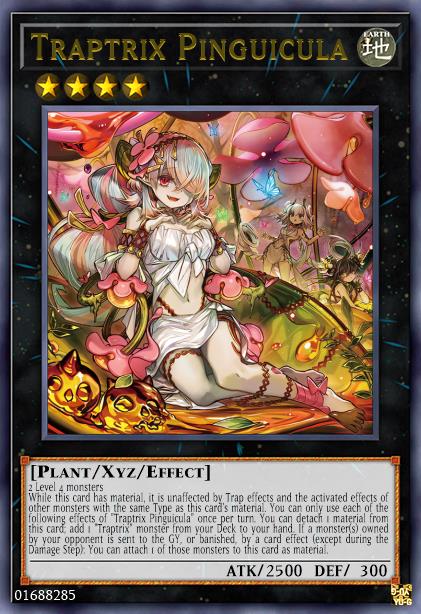 TRAPTRIX PINGUICULA
EARTH
地
[PLANT/XYZ/EFFECT]
2 Level 4 monsters
While this card has material, it is unaffected by Trap effects and the activated effects of
other monsters with the same Type as this card's material. You can only use each of the
following effects of "Traptrix Pinguicula" once per turn. You can detach 1 material from
this card; add 1 "Traptrix" monster from your Deck to your hand. If a monster(s) owned
by your opponent is sent to the GY, or banished, by a card effect (except during the
Damage Step): You can attach 1 of those monsters to this card as material.
ATK/2500 DEF/ 300
01688285